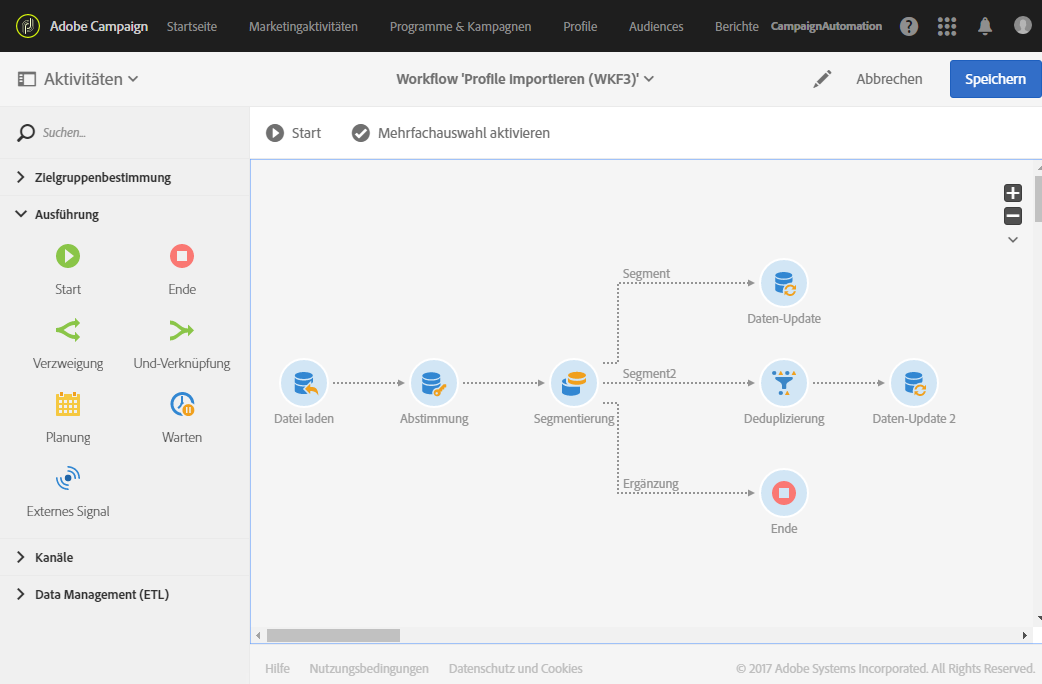 Adobe Campaign Startseite Marketingaktivitäten Programme & Kampagnen Profile Audiences Berichte CampaignAutomation ?
Aktivitäten Workflow 'Profile importieren (WKF3)' Abbrechen Speichern
Suchen... Start Mehrfachauswahl aktivieren
Zielgruppenbestimmung
Ausführung
Start Ende
Verzweigung Und-Verknüpfung
Planung Warten
Externes Signal
Kanäle
Data Management (ETL)
Segment
Daten-Update
Segment2
Datei laden Abstimmung Segmentierung Deduplizierung Daten-Update 2
Ergänzung
Ende
Hilfe Nutzungsbedingungen Datenschutz und Cookies © 2017 Adobe Systems Incorporated. All Rights Reserved.